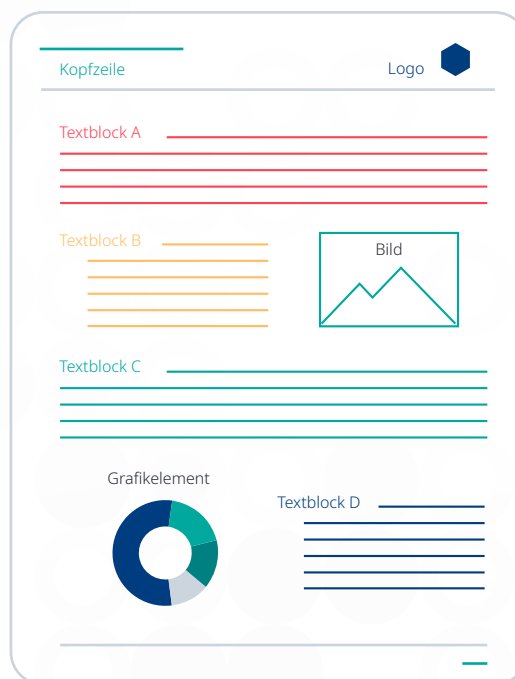 Kopfzeile
Logo
Textblock A
Textblock B
Bild
Textblock C
Grafikelement
Textblock D